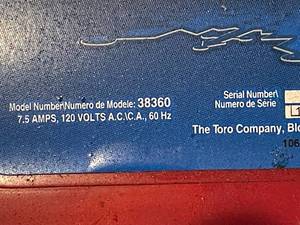 Model Number\Numero de Modele: 38360
7.5 AMPS, 120 VOLTS A.C.\C.A., 60 Hz
Serial Number\
Numero de Série
The Toro Company, Blo
106